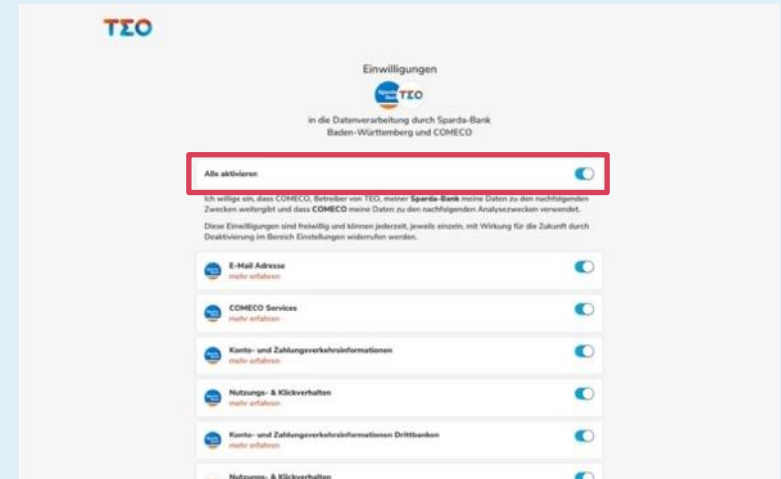 TΣO
Einwilligungen
Sparda
Bank TΣO
in die Datenverarbeitung durch Sparda-Bank
Baden-Württemberg und COMECO
Alle aktivieren
Ich willige ein, dass COMECO, Betreiber von TEO, meiner Sparda-Bank meine Daten zu den nachfolgenden
Zwecken weitergibt und dass COMECO meine Daten zu den nachfolgenden Analysezwecken verwendet.
Diese Einwilligungen sind freiwillig und können jederzeit, jeweils einzeln, mit Wirkung für die Zukunft durch
Deaktivierung im Bereich Einstellungen widerrufen werden.
E-Mail Adresse
mehr erfahren
COMECO Services
mehr erfahren
Konto- und Zahlungsverkehrsinformationen
mehr erfahren
Nutzungs- & Klickverhalten
mehr erfahren
Konto- und Zahlungsverkehrsinformationen Drittbanken
mehr erfahren
Nutzungs- & Klickverhalten